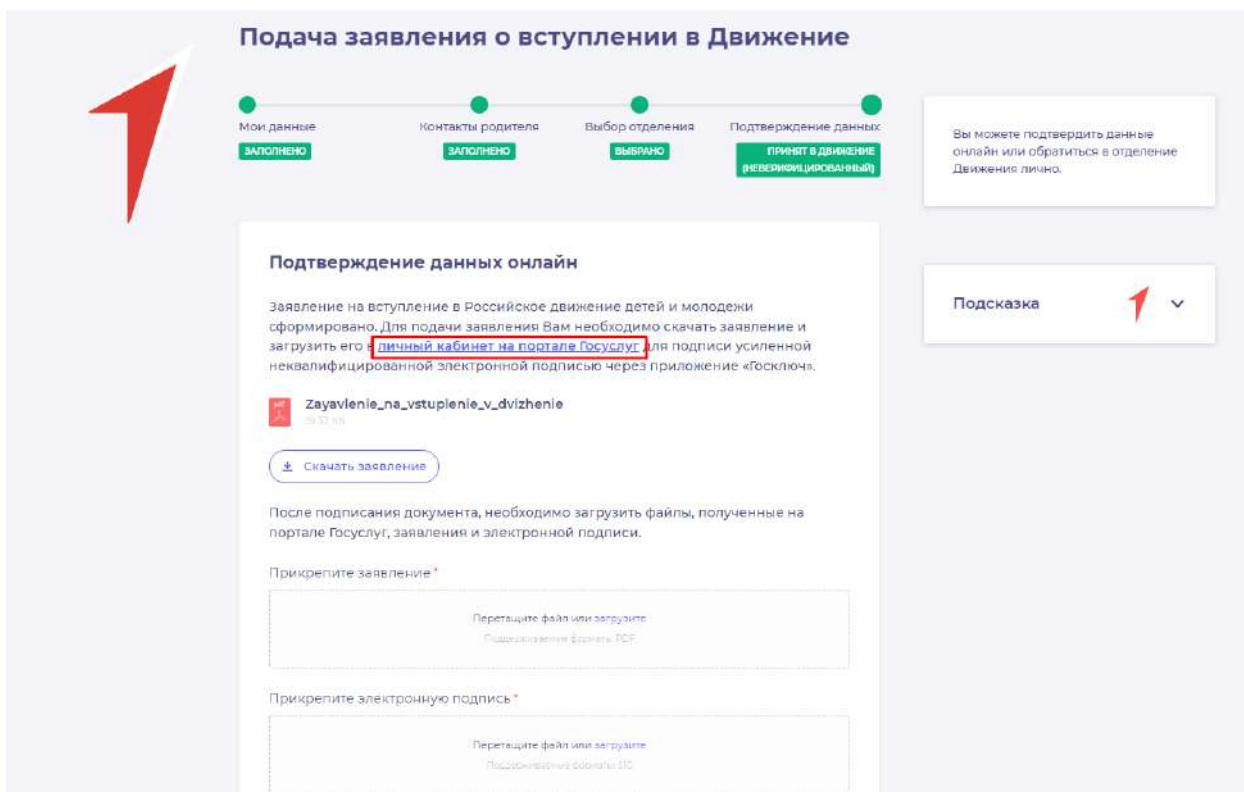 Подача заявления о вступлении в Движение
Мои данные
ЗАПОЛНЕНО
Контакты родителя
ЗАПОЛНЕНО
Выбор отделения
ВЫБРАНО
Подтверждение данных
ПРИНЯТ В ДВИЖЕНИЕ
(НЕВЕРИФИЦИРОВАННЫЙ)
Вы можете подтвердить данные
онлайн или обратиться в отделение
Движения лично.
Подсказка
Подтверждение данных онлайн
Заявление на вступление в Российское движение детей и молодежи
сформировано. Для подачи заявления Вам необходимо скачать заявление и
загрузить его в личный кабинет на портале Госуслуг для подписи усиленной
неквалифицированной электронной подписью через приложение «Госключ».
Zayavlenie_na_vstuplenie_v_dvizhenie
Скачать заявление
После подписания документа, необходимо загрузить файлы, полученные на
портале Госуслуг, заявления и электронной подписи.
Прикрепите заявление *
Перетащите файл или загрузите
Поддерживаемые форматы: PDF
Прикрепите электронную подпись *
Перетащите файл или загрузите
Поддерживаемые форматы: SIG